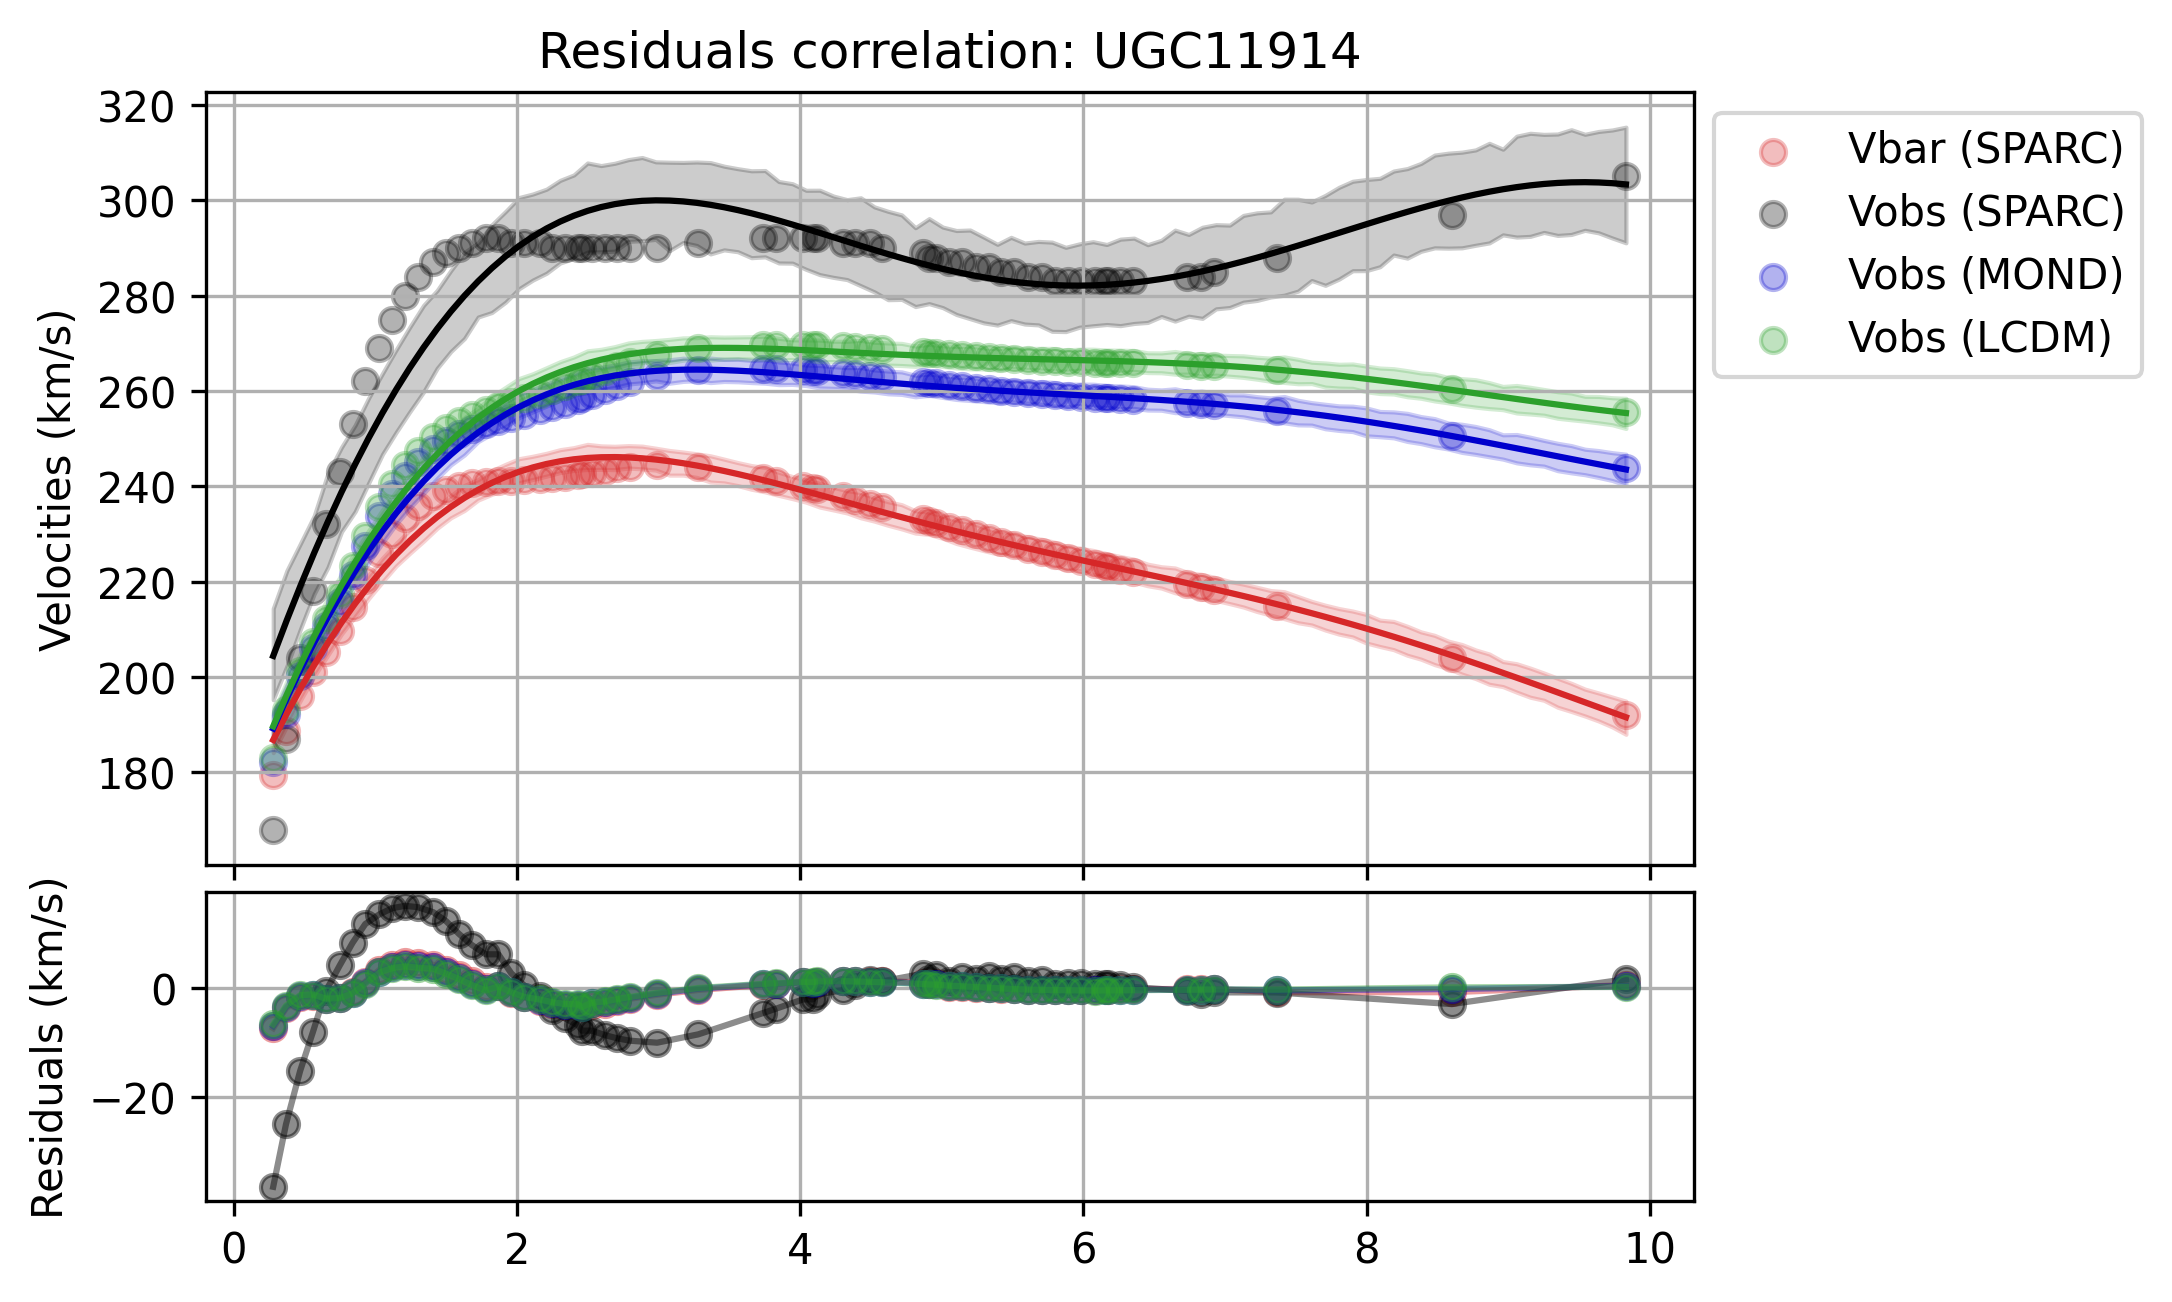 Residuals correlation: UGC11914
320
300
280
260
240
220
200
180
Velocities (km/s)
Vbar (SPARC)
Vobs (SPARC)
Vobs (MOND)
Vobs (LCDM)
0
−20
Residuals (km/s)
0 2 4 6 8 10